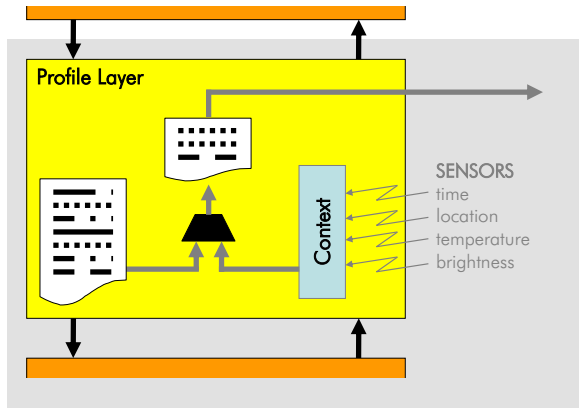 Profile Layer
Context
SENSORS
time
location
temperature
brightness